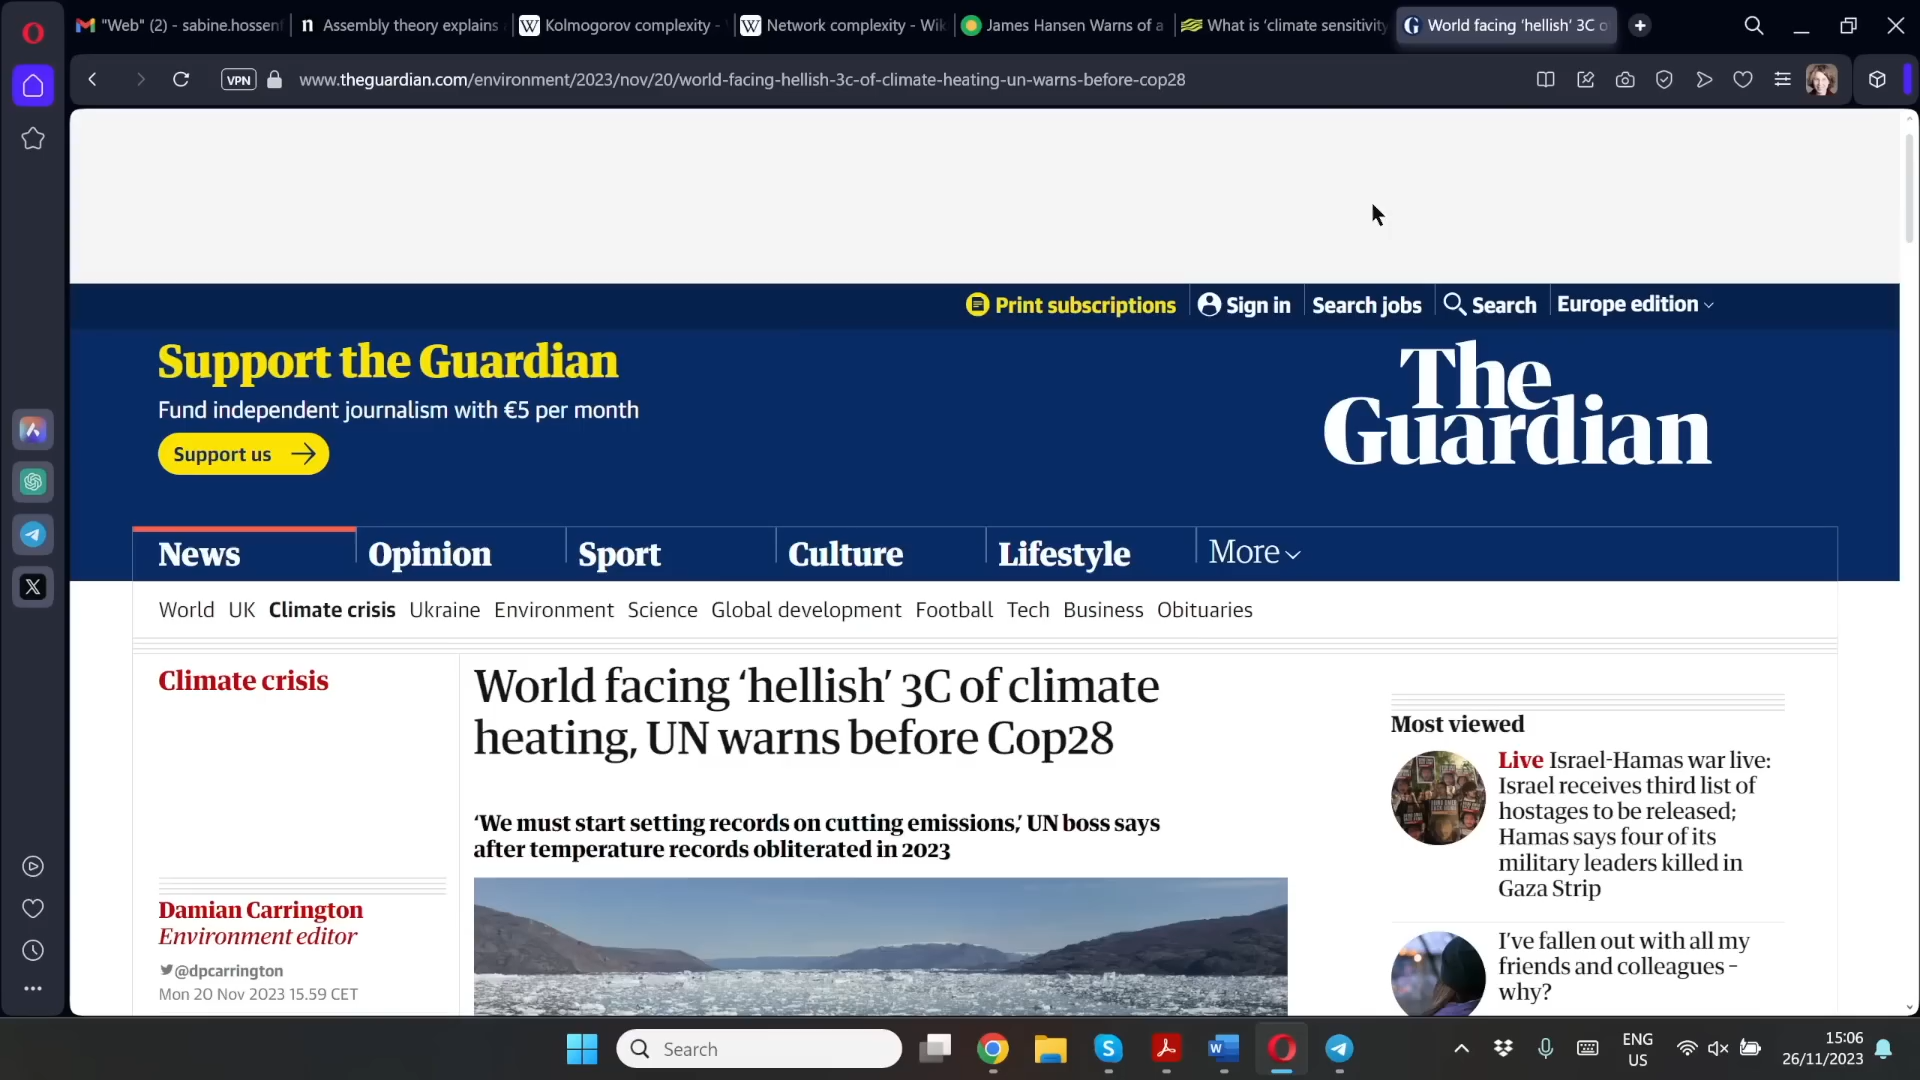 "Web" (2) - sabine.hossenf
Assembly theory explains
Kolmogorov complexity -
Network complexity - Wik
James Hansen Warns of a
What is 'climate sensitivity
World facing 'hellish' 3C o
VPN
www.theguardian.com/environment/2023/nov/20/world-facing-hellish-3c-of-climate-heating-un-warns-before-cop28
Print subscriptions
Sign in
Search jobs
Search
Europe edition
Support the Guardian
Fund independent journalism with €5 per month
Support us
The
Guardian
News
Opinion
Sport
Culture
Lifestyle
More
World UK Climate crisis Ukraine Environment Science Global development Football Tech Business Obituaries
Climate crisis
World facing ‘hellish’ 3C of climate
heating, UN warns before Cop28
‘We must start setting records on cutting emissions,’ UN boss says
after temperature records obliterated in 2023
Damian Carrington
Environment editor
@dpcarrington
Mon 20 Nov 2023 15.59 CET
Most viewed
Live Israel-Hamas war live:
Israel receives third list of
hostages to be released;
Hamas says four of its
military leaders killed in
Gaza Strip
I’ve fallen out with all my
friends and colleagues –
why?
Search
ENG
US
15:06
26/11/2023